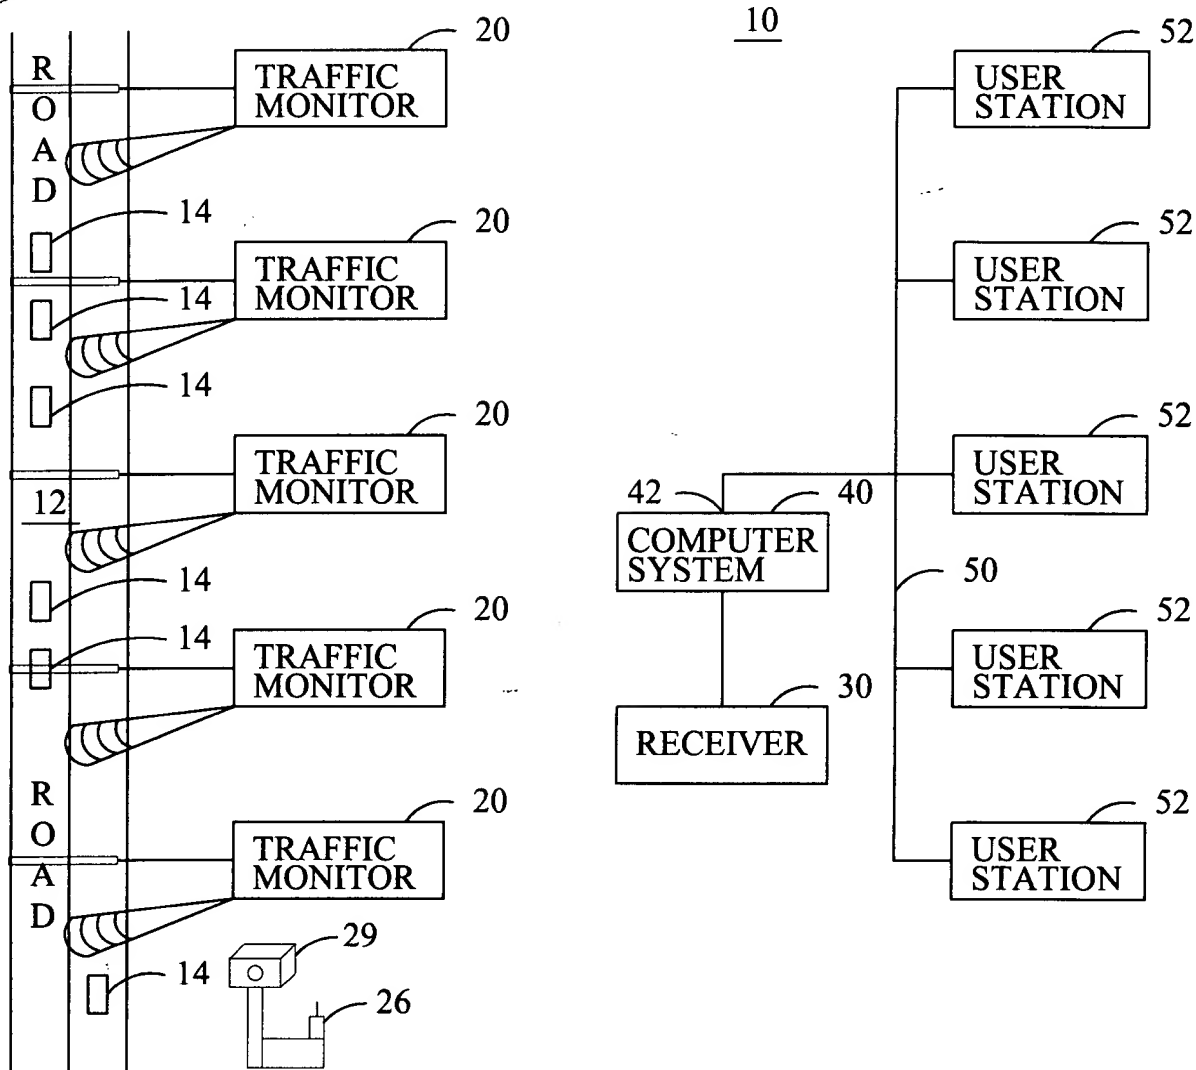 10
20
TRAFFIC
MONITOR
52
USER
STATION
R
O
A
D
14
20
TRAFFIC
MONITOR
52
USER
STATION
14
14
20
TRAFFIC
MONITOR
52
USER
STATION
12
42
40
COMPUTER
SYSTEM
50
14
20
TRAFFIC
MONITOR
52
USER
STATION
14
30
RECEIVER
R
O
A
D
20
TRAFFIC
MONITOR
52
USER
STATION
29
14
26